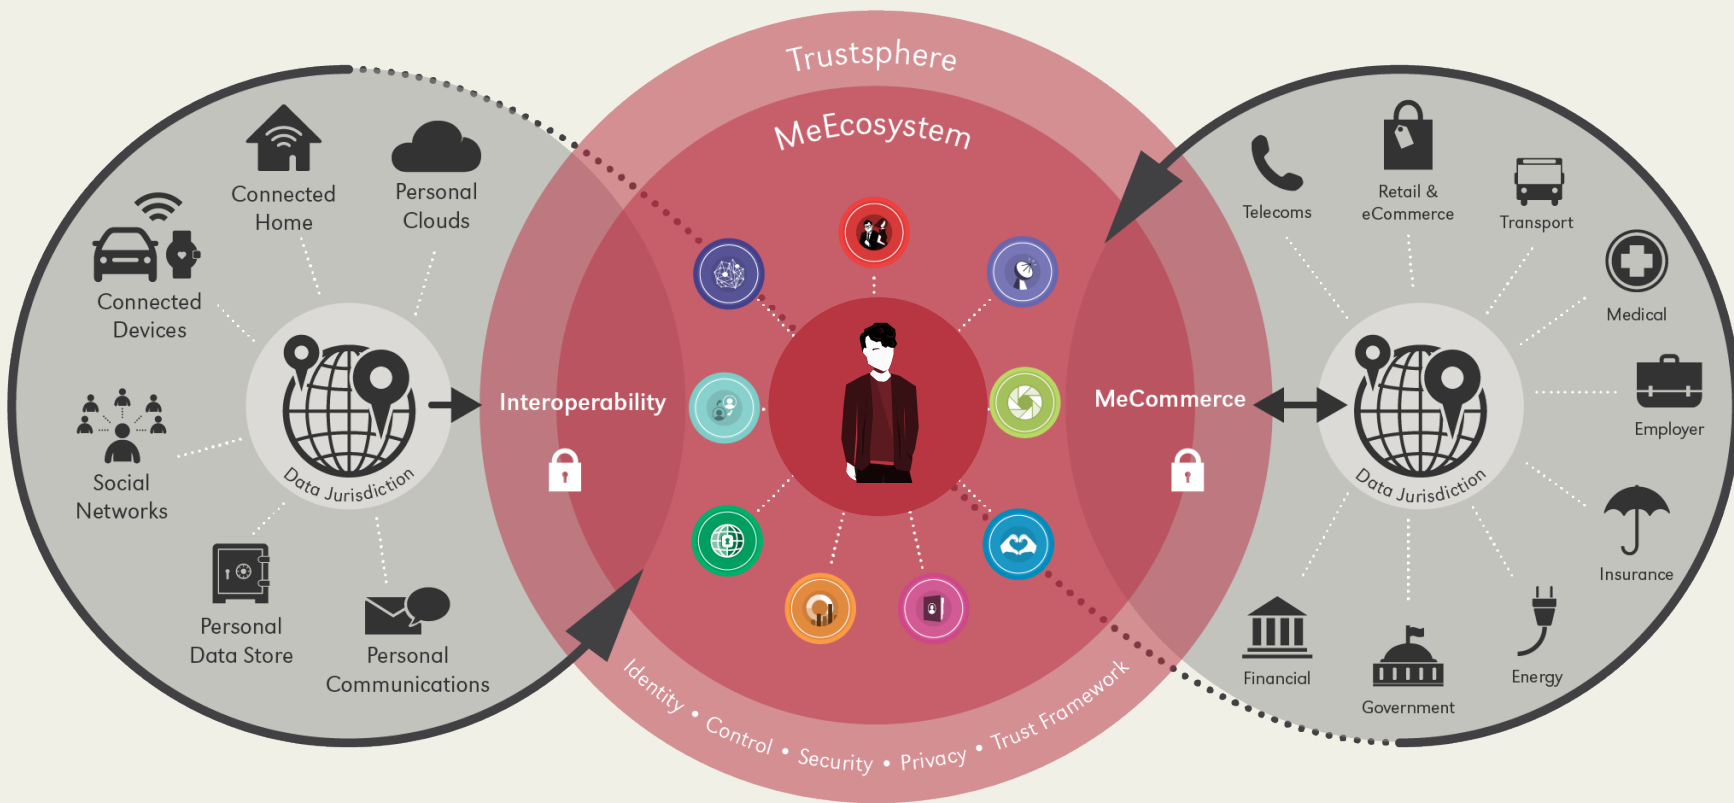 Trustsphere
MeEcosystem
Connected
Home
Personal
Clouds
Connected
Devices
Social
Networks
Personal
Data Store
Personal
Communications
Data Jurisdiction
Interoperability
MeCommerce
Identity • Control • Security • Privacy • Trust Framework
Telecoms
Retail &
eCommerce
Transport
Medical
Employer
Insurance
Energy
Government
Financial
Data Jurisdiction